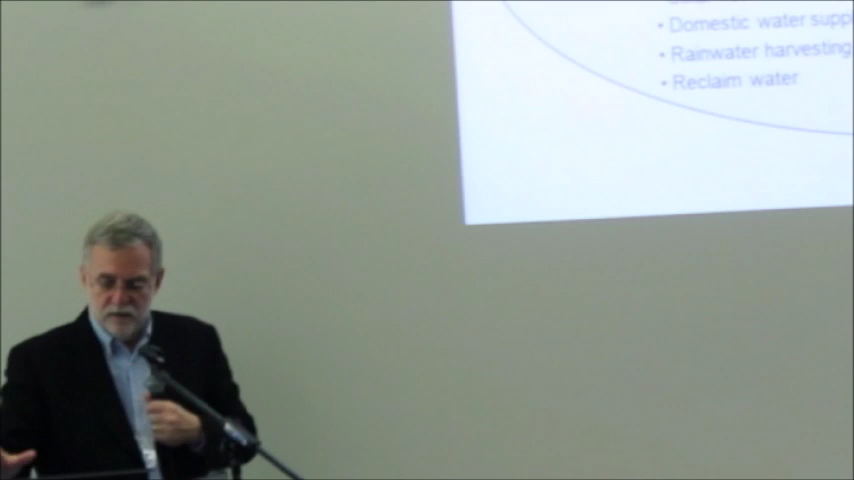 • Domestic water supp
• Rainwater harvesting
• Reclaim water